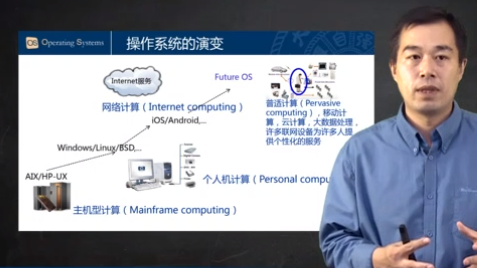 OS Operating Systems
操作系统的演变
Internet服务
Future OS
网络计算（Internet computing）
iOS/Android,...
普适计算（Pervasive
computing），移动计
算，云计算，大数据处理，
许多联网设备为许多人提
供个性化的服务
Windows/Linux/BSD,...
AIX/HP-UX
个人机计算（Personal compu
主机型计算（Mainframe computing）